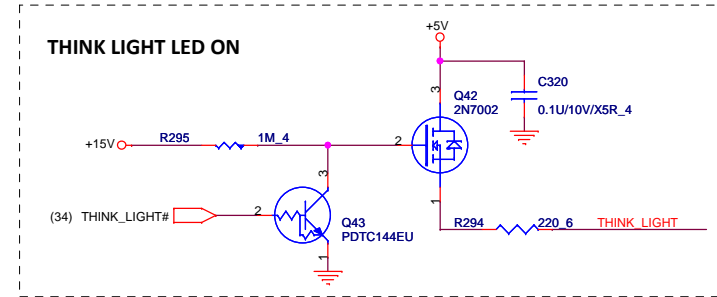 +5V
THINK LIGHT LED ON
C320
3
Q42
2N7002
0.1U/10V/X5R_4
+15V
R295
1M_4
2
3
1
(34)
THINK_LIGHT#
2
Q43
PDTC144EU
R294
220_6
THINK_LIGHT
1